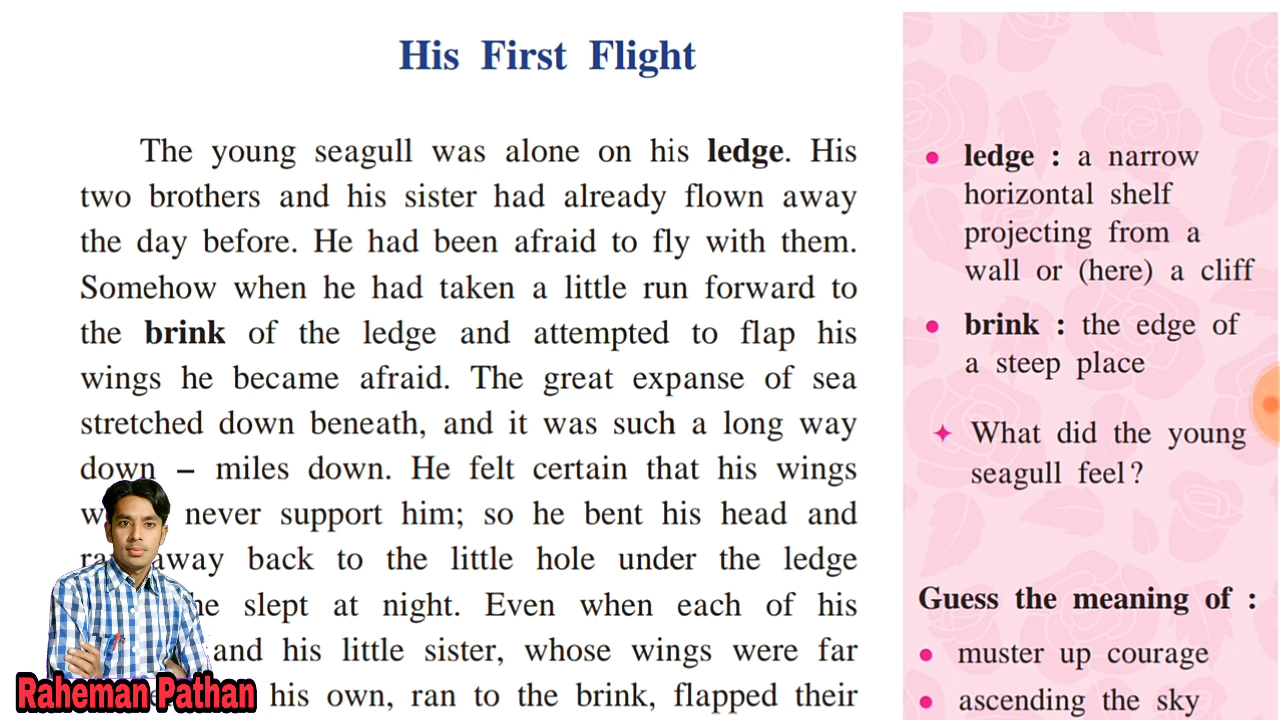 His First Flight
The young seagull was alone on his ledge. His
two brothers and his sister had already flown away
the day before. He had been afraid to fly with them.
Somehow when he had taken a little run forward to
the brink of the ledge and attempted to flap his
wings he became afraid. The great expanse of sea
stretched down beneath, and it was such a long way
down – miles down. He felt certain that his wings
never support him; so he bent his head and
away back to the little hole under the ledge
he slept at night. Even when each of his
and his little sister, whose wings were far
his own, ran to the brink, flapped their
• ledge : a narrow
horizontal shelf
projecting from a
wall or (here) a cliff
• brink : the edge of
a steep place
✦ What did the young
seagull feel?
Guess the meaning of :
• muster up courage
• ascending the sky
Raheman Pathan